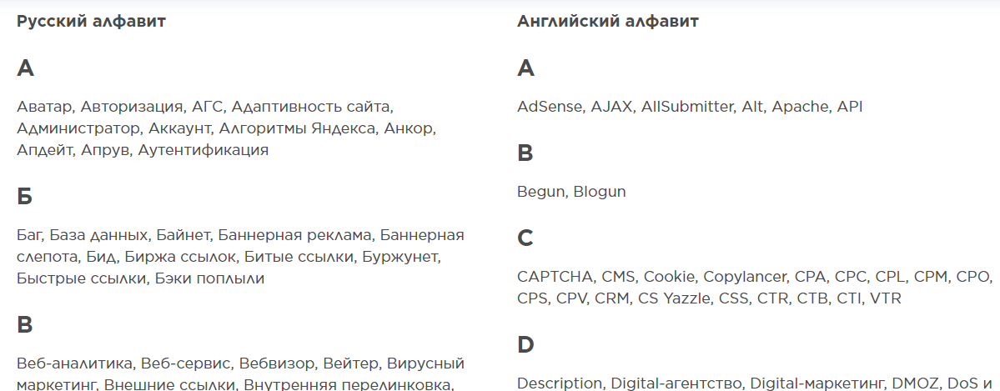 Русский алфавит
А
Аватар, Авторизация, АГС, Адаптивность сайта,
Администратор, Аккаунт, Алгоритмы Яндекса, Анкор,
Апдейт, Апрув, Аутентификация
Б
Баг, База данных, Байнет, Баннерная реклама, Баннерная
слепота, Бид, Биржа ссылок, Битые ссылки, Буржунет,
Быстрые ссылки, Бэки поплыли
В
Веб-аналитика, Веб-сервис, Вебвизор, Вейтер, Вирусный
маркетинг, Внешние ссылки, Внутренняя перелинковка,
Английский алфавит
A
AdSense, AJAX, AllSubmitter, Alt, Apache, API
B
Begun, Blogun
C
CAPTCHA, CMS, Cookie, Copylancer, CPA, CPC, CPL, CPM, CPO,
CPS, CPV, CRM, CS Yazzle, CSS, CTR, CTB, CTI, VTR
D
Description, Digital-агентство, Digital-маркетинг, DMOZ, DoS и